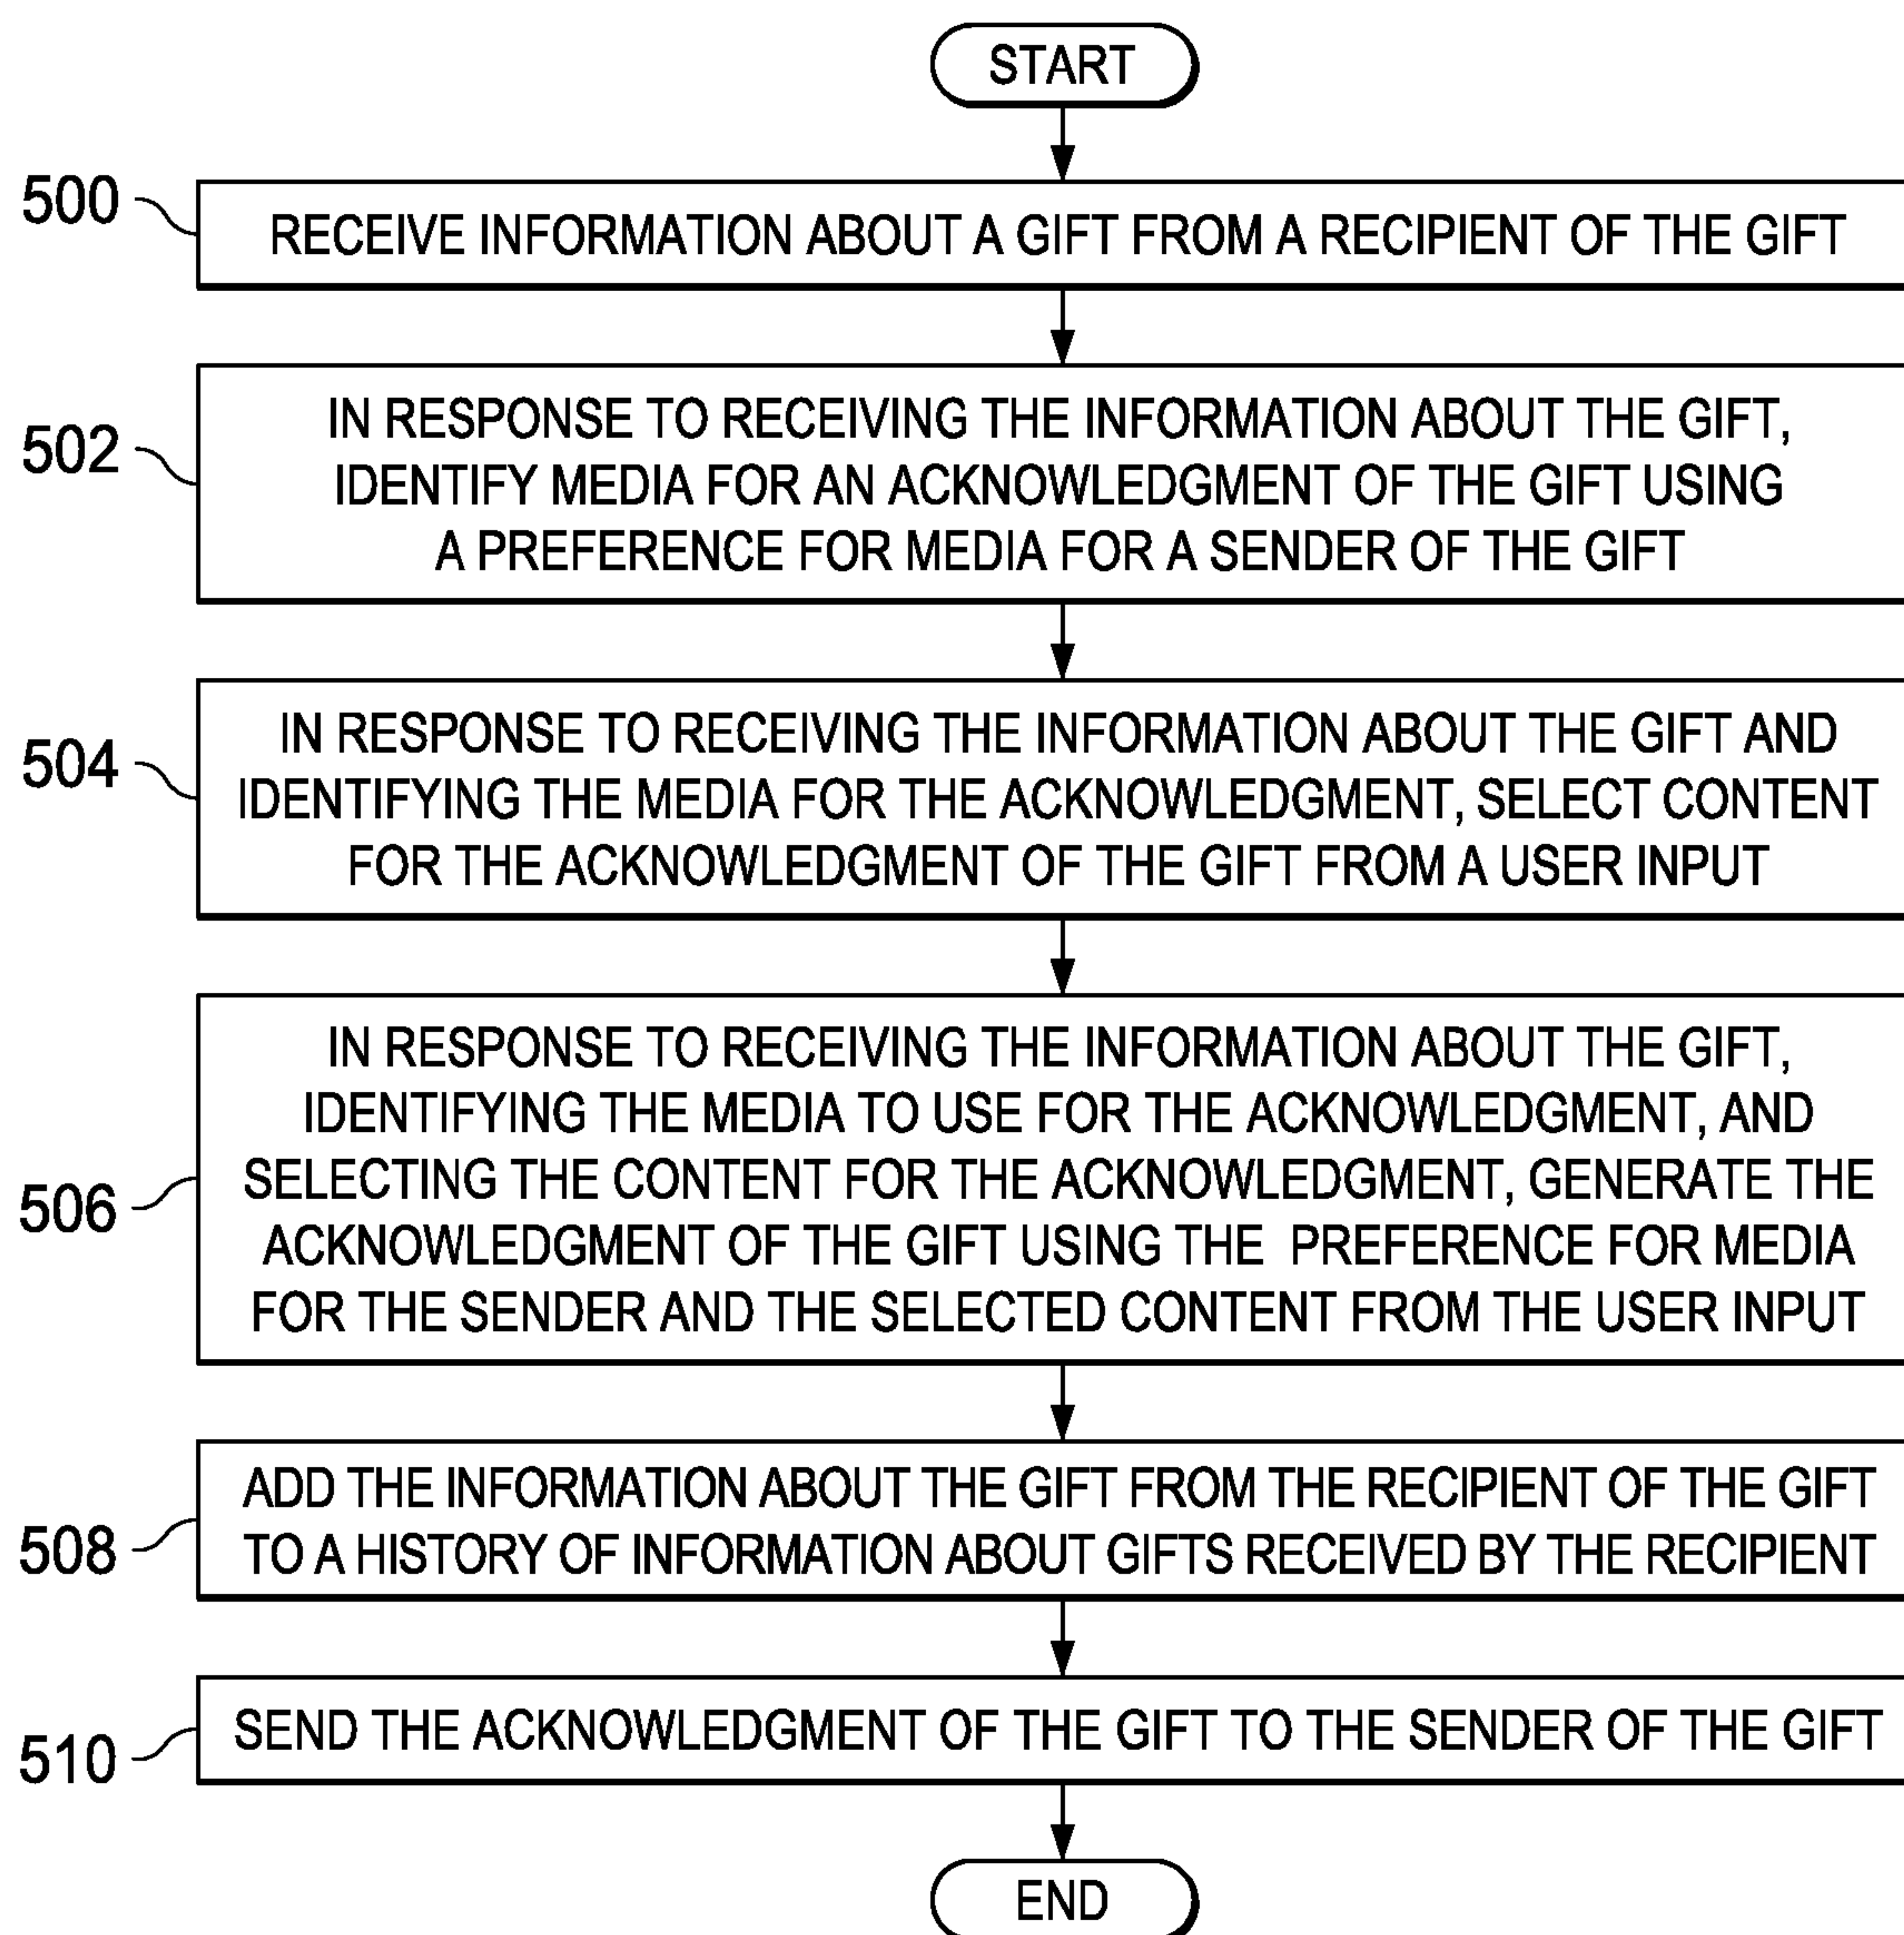 START
500
RECEIVE INFORMATION ABOUT A GIFT FROM A RECIPIENT OF THE GIFT
502
IN RESPONSE TO RECEIVING THE INFORMATION ABOUT THE GIFT,
IDENTIFY MEDIA FOR AN ACKNOWLEDGMENT OF THE GIFT USING
A PREFERENCE FOR MEDIA FOR A SENDER OF THE GIFT
504
IN RESPONSE TO RECEIVING THE INFORMATION ABOUT THE GIFT AND
IDENTIFYING THE MEDIA FOR THE ACKNOWLEDGMENT, SELECT CONTENT
FOR THE ACKNOWLEDGMENT OF THE GIFT FROM A USER INPUT
506
IN RESPONSE TO RECEIVING THE INFORMATION ABOUT THE GIFT,
IDENTIFYING THE MEDIA TO USE FOR THE ACKNOWLEDGMENT, AND
SELECTING THE CONTENT FOR THE ACKNOWLEDGMENT, GENERATE THE
ACKNOWLEDGMENT OF THE GIFT USING THE PREFERENCE FOR MEDIA
FOR THE SENDER AND THE SELECTED CONTENT FROM THE USER INPUT
508
ADD THE INFORMATION ABOUT THE GIFT FROM THE RECIPIENT OF THE GIFT
TO A HISTORY OF INFORMATION ABOUT GIFTS RECEIVED BY THE RECIPIENT
510
SEND THE ACKNOWLEDGMENT OF THE GIFT TO THE SENDER OF THE GIFT
END